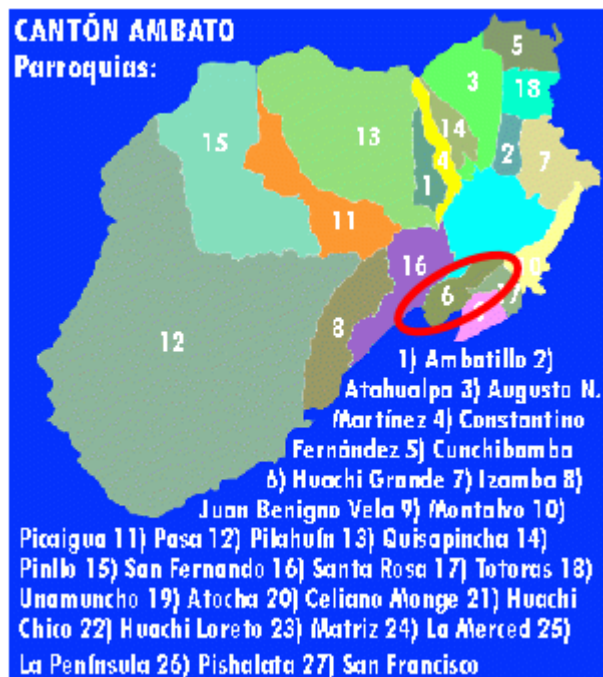 CANTÓN AMBATO
Parroquias:
5
3
18
15
13
14
2
7
4
1
11
16
10
6
17
9
8
12
1) Ambatillo 2)
Atahualpa 3) Augusto N.
Martínez 4) Constantino
Fernández 5) Cunchibamba
6) Huachi Grande 7) Izamba 8)
Juan Benigno Vela 9) Montalvo 10)
Picaigua 11) Pasa 12) Pilahuín 13) Quisapincha 14)
Pinllo 15) San Fernando 16) Santa Rosa 17) Totoras 18)
Unamuncho 19) Atocha 20) Celiano Monge 21) Huachi
Chico 22) Huachi Loreto 23) Matriz 24) La Merced 25)
La Península 26) Pishalata 27) San Francisco